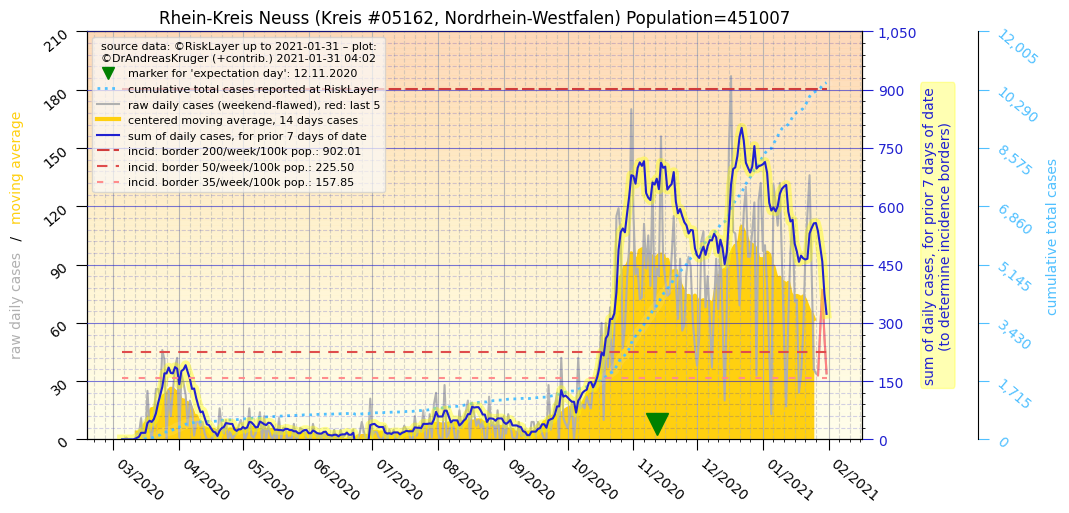 Rhein-Kreis Neuss (Kreis #05162, Nordrhein-Westfalen) Population=451007
source data: ©RiskLayer up to 2021-01-31 – plot:
©DrAndreasKruger (+contrib.) 2021-01-31 04:02
marker for 'expectation day': 12.11.2020
cumulative total cases reported at RiskLayer
raw daily cases (weekend-flawed), red: last 5
centered moving average, 14 days cases
sum of daily cases, for prior 7 days of date
incid. border 200/week/100k pop.: 902.01
incid. border 50/week/100k pop.: 225.50
incid. border 35/week/100k pop.: 157.85
raw daily cases / moving average
210
180
150
120
90
60
30
0
03/2020
04/2020
05/2020
06/2020
07/2020
08/2020
09/2020
10/2020
11/2020
12/2020
01/2021
02/2021
1,050
900
750
600
450
300
150
0
sum of daily cases, for prior 7 days of date
(to determine incidence borders)
12,005
10,290
8,575
6,860
5,145
3,430
1,715
0
cumulative total cases